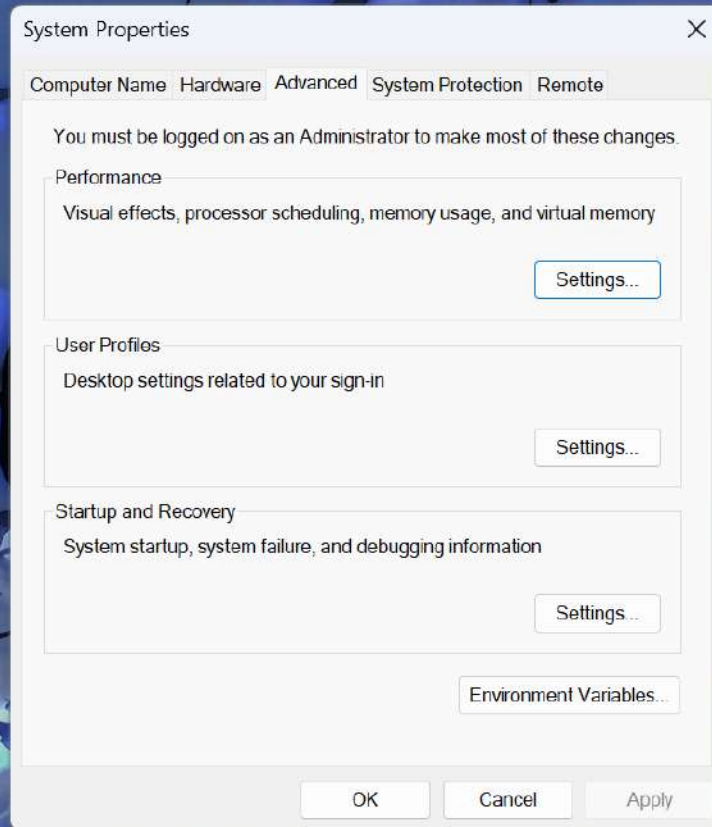 System Properties
Computer Name Hardware Advanced System Protection Remote
You must be logged on as an Administrator to make most of these changes.
Performance
Visual effects, processor scheduling, memory usage, and virtual memory
Settings...
User Profiles
Desktop settings related to your sign-in
Settings...
Startup and Recovery
System startup, system failure, and debugging information
Settings...
Environment Variables...
OK Cancel Apply